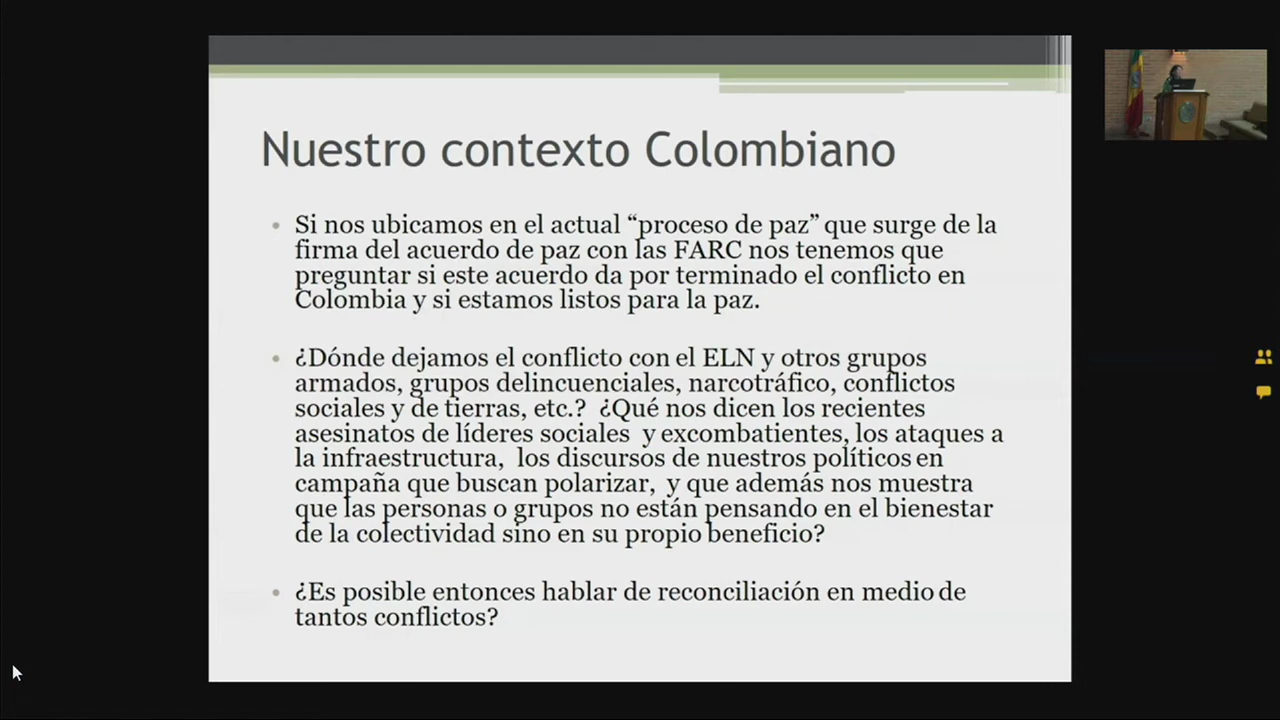 Nuestro contexto Colombiano
• Si nos ubicamos en el actual “proceso de paz” que surge de la
firma del acuerdo de paz con las FARC nos tenemos que
preguntar si este acuerdo da por terminado el conflicto en
Colombia y si estamos listos para la paz.
• ¿Dónde dejamos el conflicto con el ELN y otros grupos
armados, grupos delincuenciales, narcotráfico, conflictos
sociales y de tierras, etc.? ¿Qué nos dicen los recientes
asesinatos de líderes sociales y excombatientes, los ataques a
la infraestructura, los discursos de nuestros políticos en
campaña que buscan polarizar, y que además nos muestra
que las personas o grupos no están pensando en el bienestar
de la colectividad sino en su propio beneficio?
• ¿Es posible entonces hablar de reconciliación en medio de
tantos conflictos?